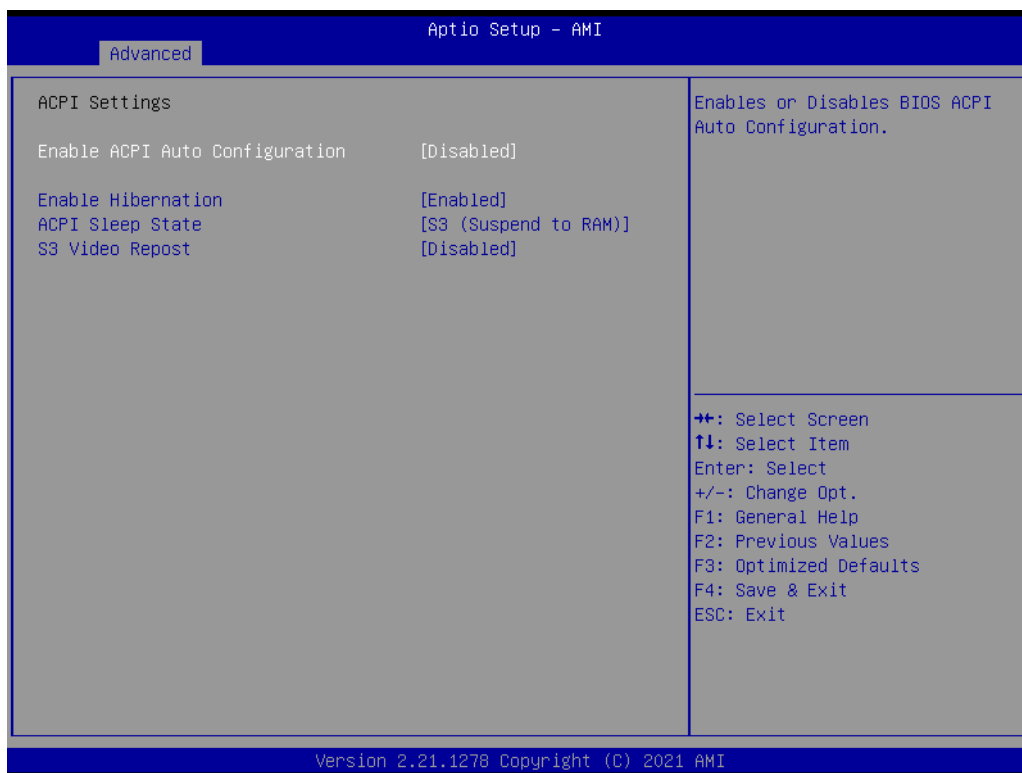 Aptio Setup – AMI
Advanced
ACPI Settings
Enable ACPI Auto Configuration [Disabled]
Enable Hibernation [Enabled]
ACPI Sleep State [S3 (Suspend to RAM)]
S3 Video Repost [Disabled]
Enables or Disables BIOS ACPI
Auto Configuration.
→←: Select Screen
↑↓: Select Item
Enter: Select
+/-: Change Opt.
F1: General Help
F2: Previous Values
F3: Optimized Defaults
F4: Save & Exit
ESC: Exit
Version 2.21.1278 Copyright (C) 2021 AMI